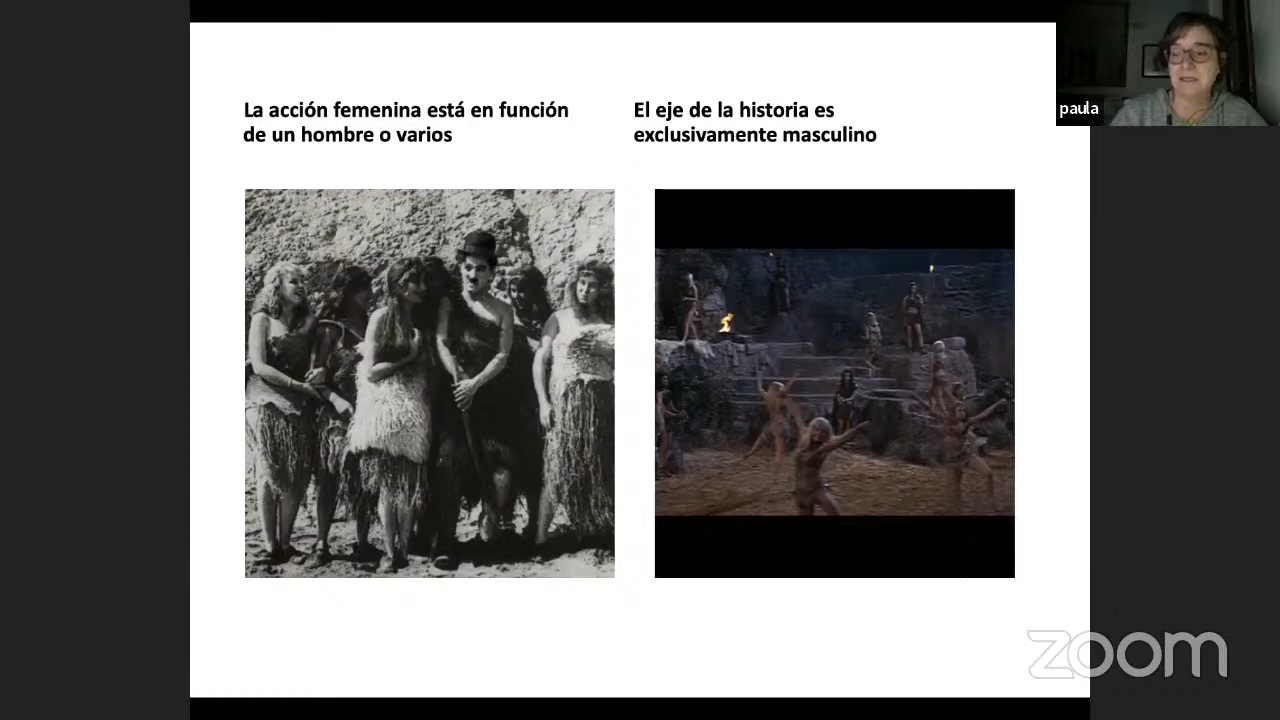 La acción femenina está en función
de un hombre o varios
El eje de la historia es
exclusivamente masculino
paula
zoom